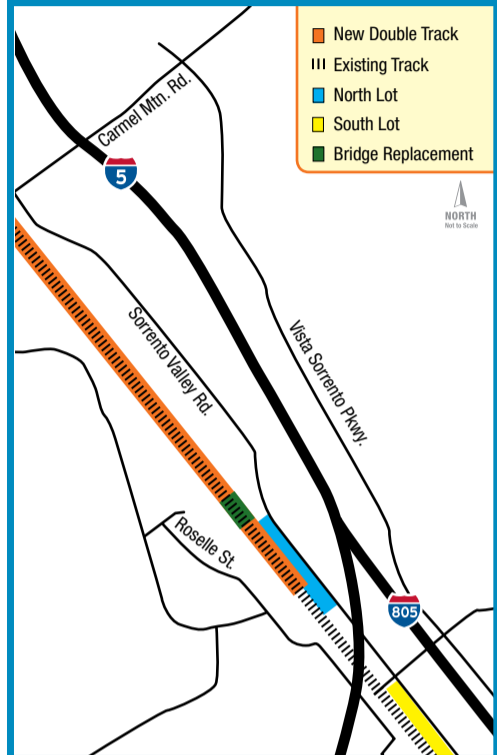 New Double Track
Existing Track
North Lot
South Lot
Bridge Replacement
NORTH
Not to Scale
Carmel Mtn. Rd.
5
Sorrento Valley Rd.
Vista Sorrento Pkwy.
Roselle St.
805